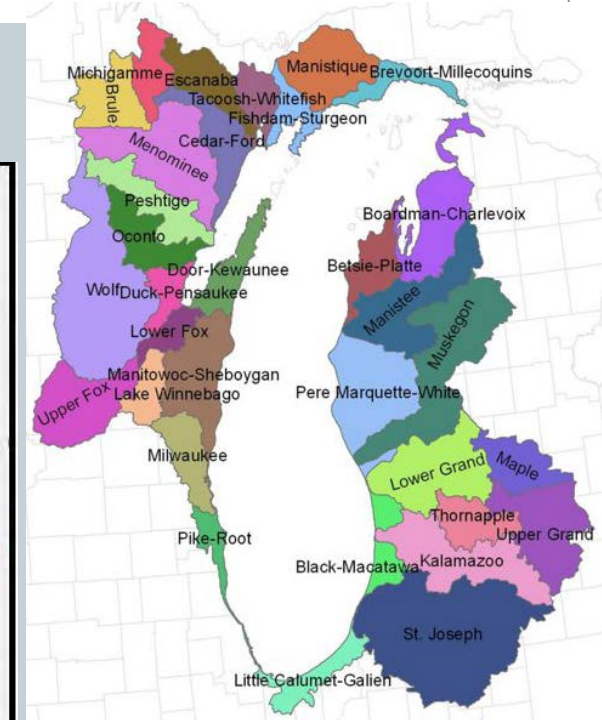 Manistique
Brevoort-Millecoquins
Michigamme
Escanaba
Brule
Tacoosh-Whitefish
Fishdam-Sturgeon
Cedar-Ford
Menominee
Peshtigo
Boardman-Charlevoix
Oconto
Door-Kewaunee
Betsie-Platte
Wolf
Duck-Pensaukee
Manistee
Muskegon
Lower Fox
Manitowoc-Sheboygan
Lake Winnebago
Pere Marquette-White
Upper Fox
Milwaukee
Lower Grand
Maple
Thornapple
Upper Grand
Pike-Root
Black-Macatawa
Kalamazoo
St. Joseph
Little Calumet-Galien